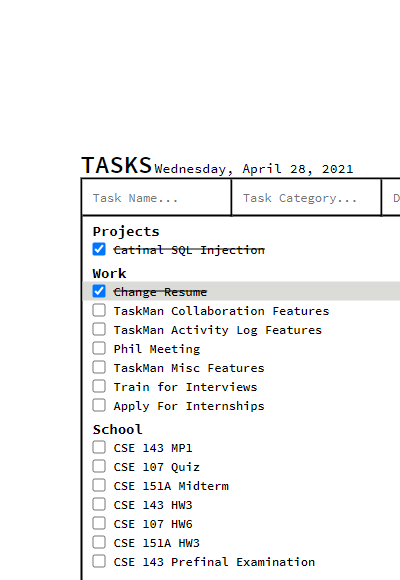 TASKS Wednesday, April 28, 2021
Task Name... Task Category... D
Projects
Catinal SQL Injection
Work
Change Resume
TaskMan Collaboration Features
TaskMan Activity Log Features
Phil Meeting
TaskMan Misc Features
Train for Interviews
Apply For Internships
School
CSE 143 MP1
CSE 107 Quiz
CSE 151A Midterm
CSE 143 HW3
CSE 107 HW6
CSE 151A HW3
CSE 143 Prefinal Examination